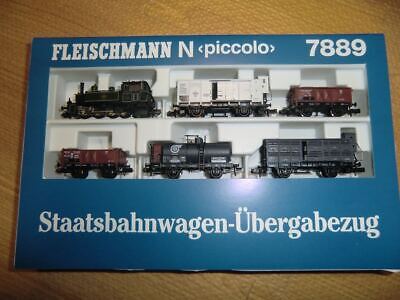 FLEISCHMANN N ‹piccolo› 7889
Staatsbahnwagen-Übergabezug